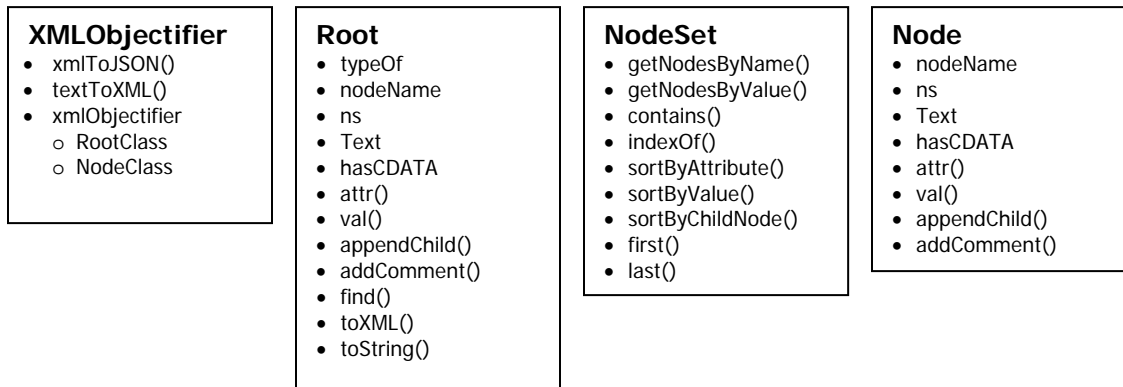 XMLObjectifier
• xmlToJSON()
• textToXML()
• xmlObjectifier
o RootClass
o NodeClass
Root
• typeOf
• nodeName
• ns
• Text
• hasCDATA
• attr()
• val()
• appendChild()
• addComment()
• find()
• toXML()
• toString()
NodeSet
• getNodesByName()
• getNodesByValue()
• contains()
• indexOf()
• sortByAttribute()
• sortByValue()
• sortByChildNode()
• first()
• last()
Node
• nodeName
• ns
• Text
• hasCDATA
• attr()
• val()
• appendChild()
• addComment()